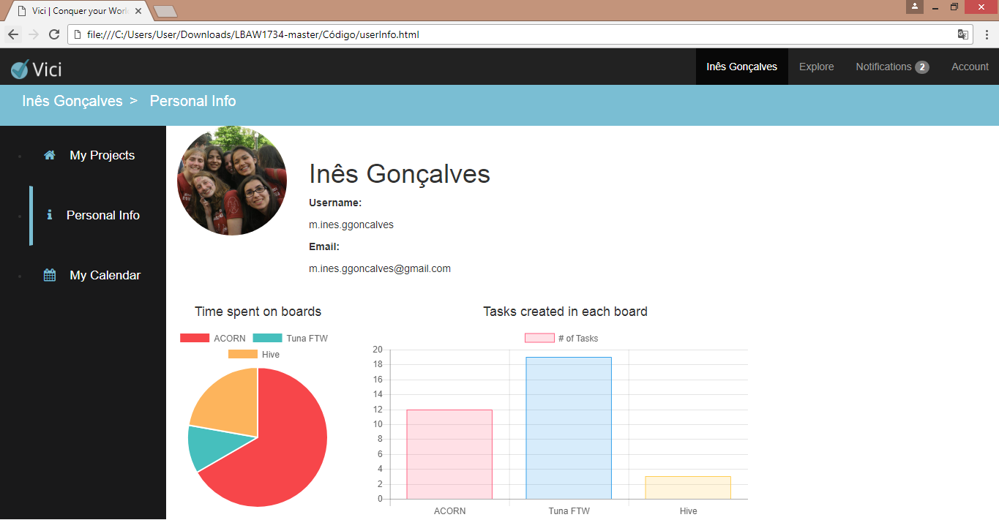 Vici | Conquer your Worl
file:///C:/Users/User/Downloads/LBAW1734-master/Código/userInfo.html
Vici
Inês Gonçalves
Explore
Notifications 2
Account
Inês Gonçalves > Personal Info
My Projects
Personal Info
My Calendar
Inês Gonçalves
Username:
m.ines.ggoncalves
Email:
m.ines.ggoncalves@gmail.com
Time spent on boards
ACORN Tuna FTW
Hive
Tasks created in each board
# of Tasks
20
18
16
14
12
10
8
6
4
2
0
ACORN Tuna FTW Hive